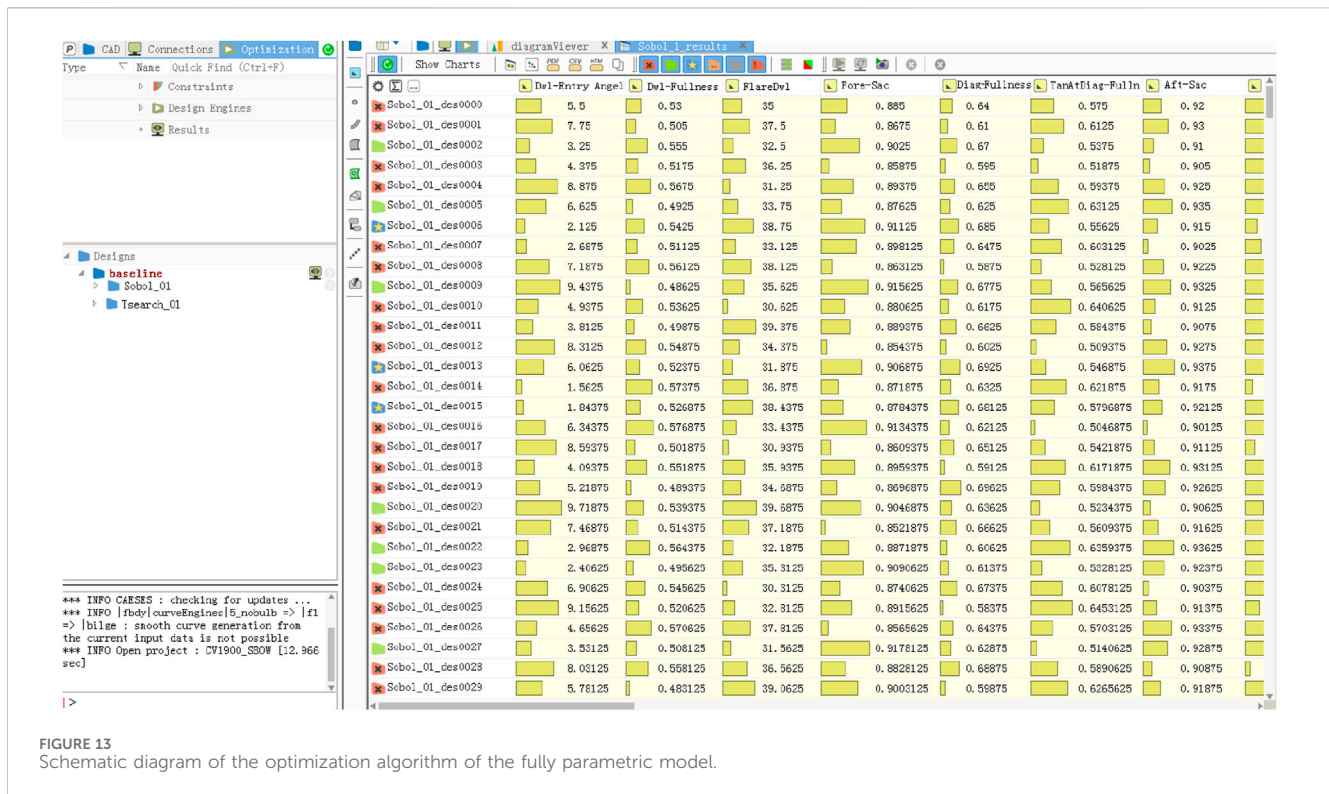 P CAD Connections Optimization
Type Name Quick Find (Ctrl+F)
Constraints
Design Engines
Results
Designs
baseline
Sobol_01
Tsearch_01
*** INFO CAESES : checking for updates ...
*** INFO |fbdy|curveEngines|5_nobulb => |f1
=> |bilge : smooth curve generation from
the current input data is not possible
*** INFO Open project : CV1900_SBOW [12.966
sec]
|>
diagramViewer X Sobol_1_results X
Show Charts PDF CSV HTM
Dwl-Entry Angel Dwl-Fullness FlareDwl Fore-Sac Diag-Fullness TanAtDiag-Fulln Aft-Sac
Sobol_01_des0000 5.5 0.53 35 0.885 0.64 0.575 0.92
Sobol_01_des0001 7.75 0.505 37.5 0.8675 0.61 0.6125 0.93
Sobol_01_des0002 3.25 0.555 32.5 0.9025 0.67 0.5375 0.91
Sobol_01_des0003 4.375 0.5175 36.25 0.85875 0.595 0.51875 0.905
Sobol_01_des0004 8.875 0.5675 31.25 0.89375 0.655 0.59375 0.925
Sobol_01_des0005 6.625 0.4925 33.75 0.87625 0.625 0.63125 0.935
Sobol_01_des0006 2.125 0.5425 38.75 0.91125 0.685 0.55625 0.915
Sobol_01_des0007 2.6875 0.51125 33.125 0.898125 0.6475 0.603125 0.9025
Sobol_01_des0008 7.1875 0.56125 38.125 0.863125 0.5875 0.528125 0.9225
Sobol_01_des0009 9.4375 0.48625 35.625 0.915625 0.6775 0.565625 0.9325
Sobol_01_des0010 4.9375 0.53625 30.625 0.880625 0.6175 0.640625 0.9125
Sobol_01_des0011 3.8125 0.49875 39.375 0.889375 0.6625 0.584375 0.9075
Sobol_01_des0012 8.3125 0.54875 34.375 0.854375 0.6025 0.509375 0.9275
Sobol_01_des0013 6.0625 0.52375 31.875 0.906875 0.6925 0.546875 0.9375
Sobol_01_des0014 1.5625 0.57375 36.875 0.871875 0.6325 0.621875 0.9175
Sobol_01_des0015 1.84375 0.526875 38.4375 0.8784375 0.68125 0.5796875 0.92125
Sobol_01_des0016 6.34375 0.576875 33.4375 0.9134375 0.62125 0.5046875 0.90125
Sobol_01_des0017 8.59375 0.501875 30.9375 0.8609375 0.65125 0.5421875 0.91125
Sobol_01_des0018 4.09375 0.551875 35.9375 0.8959375 0.59125 0.6171875 0.93125
Sobol_01_des0019 5.21875 0.489375 34.6875 0.8696875 0.69625 0.5984375 0.92625
Sobol_01_des0020 9.71875 0.539375 39.6875 0.9046875 0.63625 0.5234375 0.90625
Sobol_01_des0021 7.46875 0.514375 37.1875 0.8521875 0.66625 0.5609375 0.91625
Sobol_01_des0022 2.96875 0.564375 32.1875 0.8871875 0.60625 0.6359375 0.93625
Sobol_01_des0023 2.40625 0.495625 35.3125 0.9090625 0.61375 0.5328125 0.92375
Sobol_01_des0024 6.90625 0.545625 30.3125 0.8740625 0.67375 0.6078125 0.90375
Sobol_01_des0025 9.15625 0.520625 32.8125 0.8915625 0.58375 0.6453125 0.91375
Sobol_01_des0026 4.65625 0.570625 37.8125 0.8565625 0.64375 0.5703125 0.93375
Sobol_01_des0027 3.53125 0.508125 31.5625 0.9178125 0.62875 0.5140625 0.92875
Sobol_01_des0028 8.03125 0.558125 36.5625 0.8828125 0.68875 0.5890625 0.90875
Sobol_01_des0029 5.78125 0.483125 39.0625 0.9003125 0.59875 0.6265625 0.91875
FIGURE 13
Schematic diagram of the optimization algorithm of the fully parametric model.